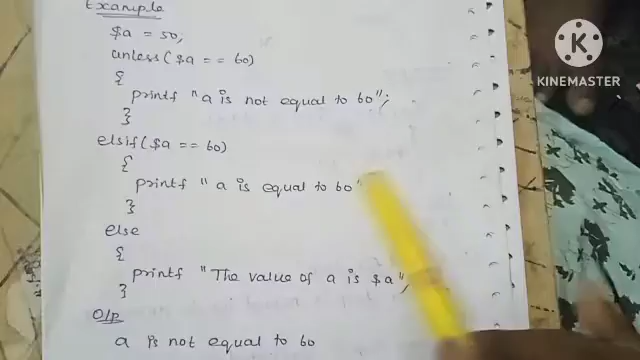 Example
$a = 50;
unless ($a == 60)
{
printf "a is not equal to 60";
}
elsif ($a == 60)
{
printf "a is equal to 60"
}
else
{
printf "The value of a is $a";
}
O/p
a is not equal to 60
KINEMASTER